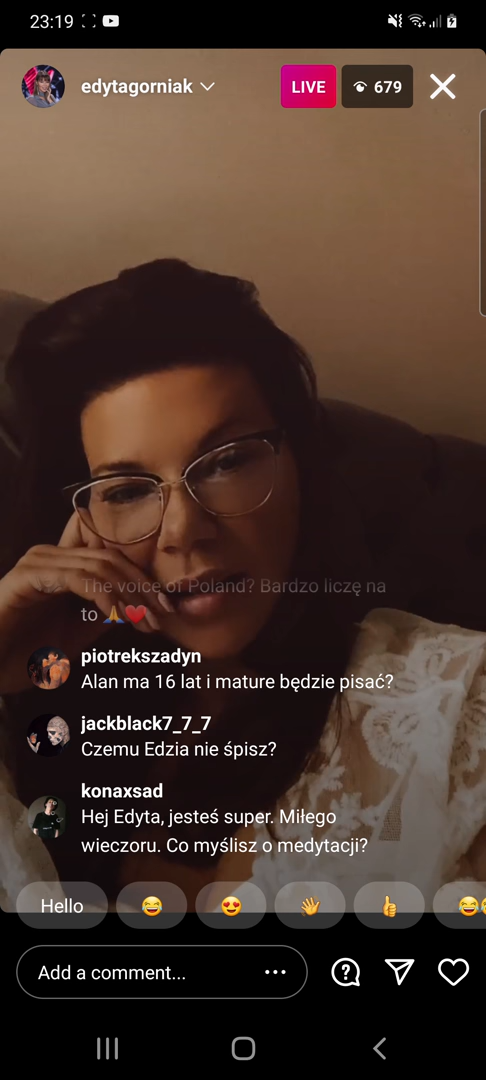 23:19
edytagorniak
LIVE
679
The voice of Poland? Bardzo liczę na
to 🙏❤️
piotrekszadyn
Alan ma 16 lat i mature będzie pisać?
jackblack7_7_7
Czemu Edzia nie śpisz?
konaxsad
Hej Edyta, jesteś super. Miłego
wieczoru. Co myślisz o medytacji?
Hello 😂 😍 👋 👍 😂
Add a comment...